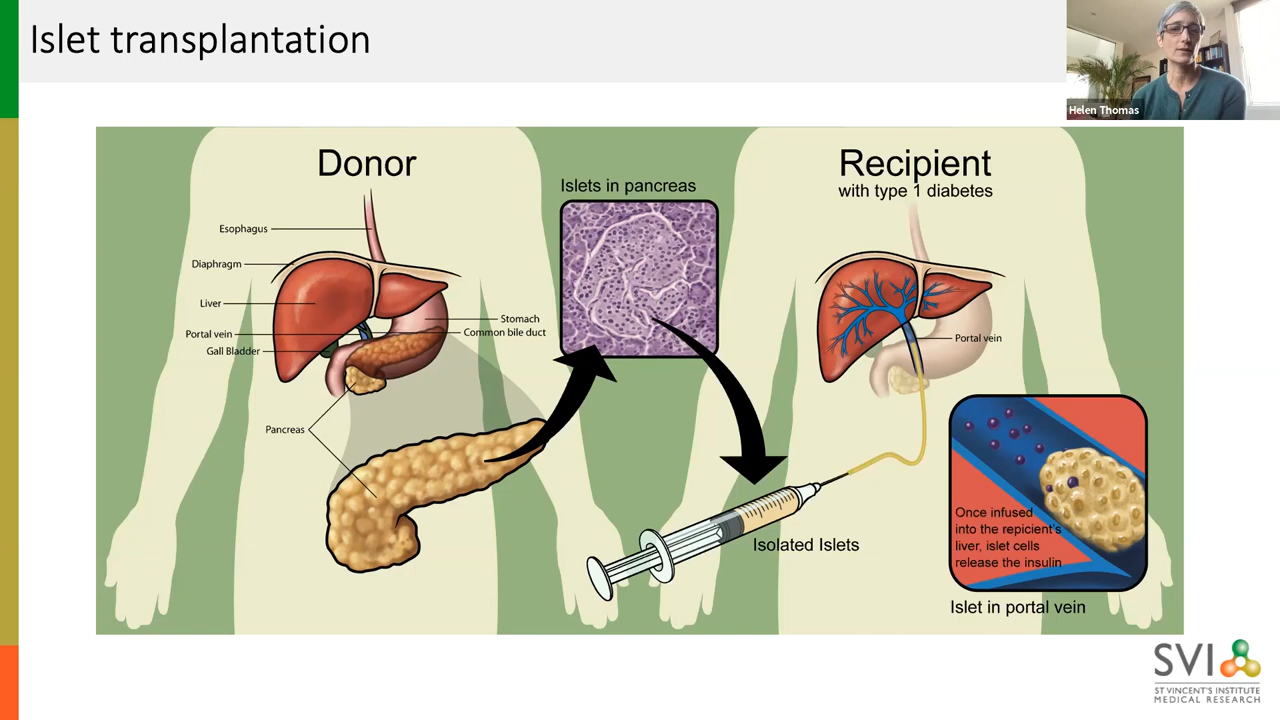 Islet transplantation
Helen Thomas
Donor
Esophagus
Diaphragm
Liver
Portal vein
Gall Bladder
Stomach
Common bile duct
Pancreas
Islets in pancreas
Isolated Islets
Recipient
with type 1 diabetes
Portal vein
Once infused
into the repicient's
liver, islet cells
release the insulin
Islet in portal vein
SVI
ST VINCENT'S INSTITUTE
MEDICAL RESEARCH